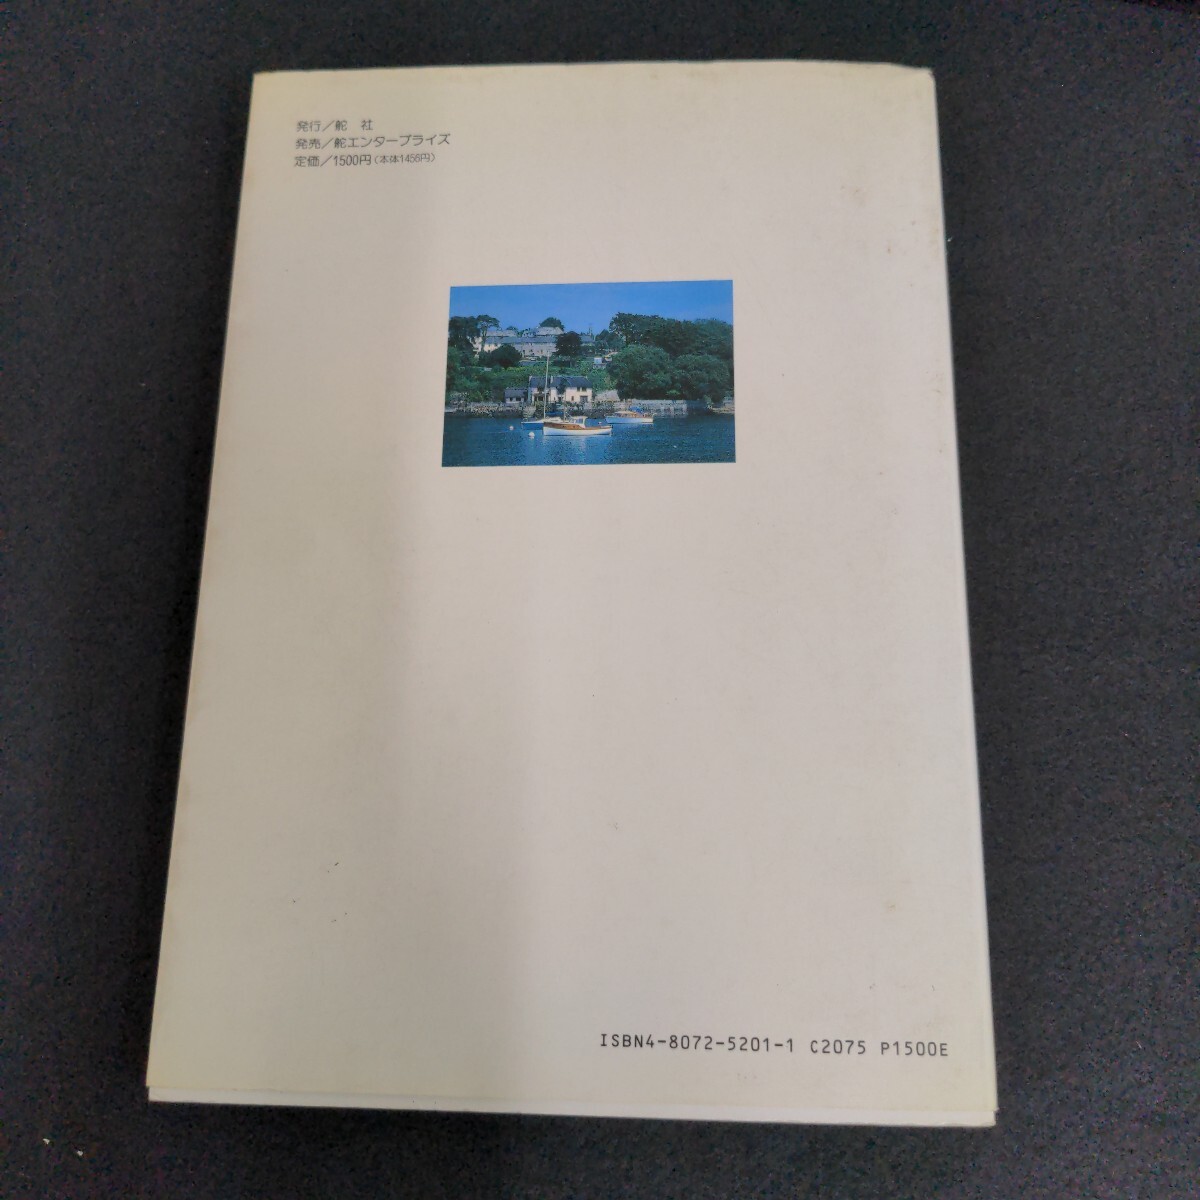 発行／舵　社
発売／舵エンタープライズ
定価／1500円（本体1456円）
ISBN4-8072-5201-1 C2075 P1500E